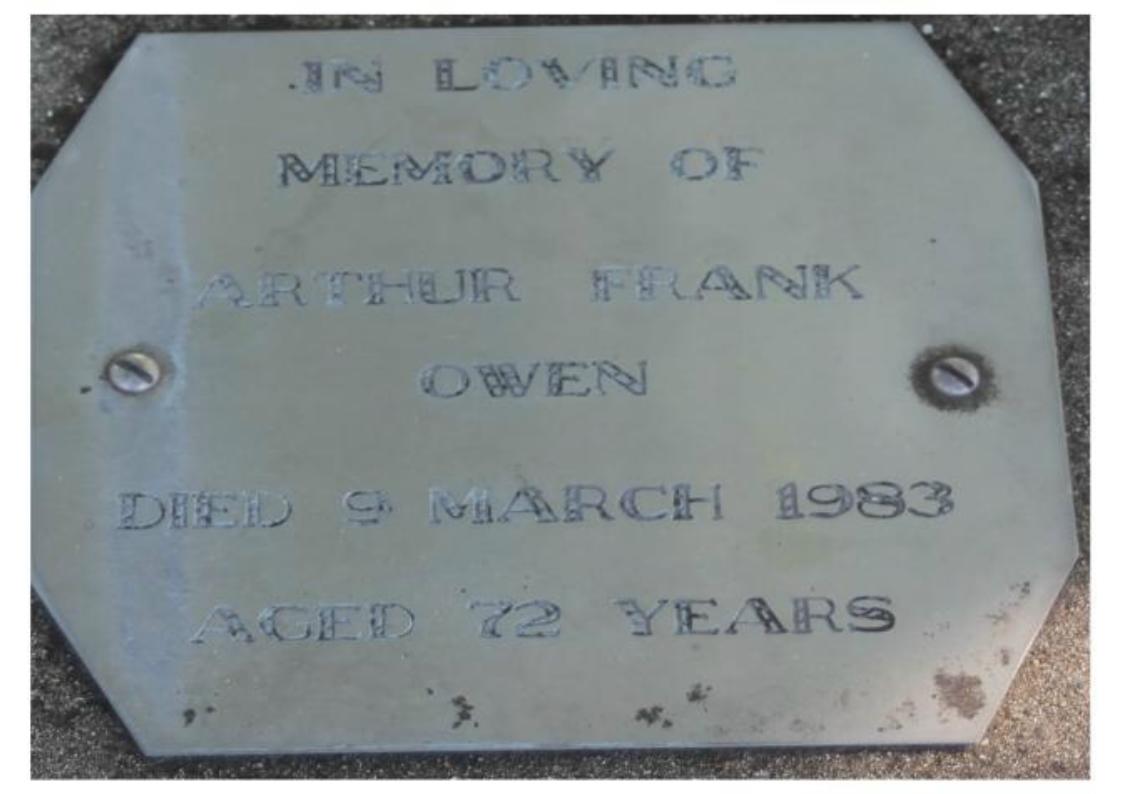 IN LOVING
MEMORY OF
ARTHUR FRANK
OWEN
DIED 9 MARCH 1983
AGED 72 YEARS